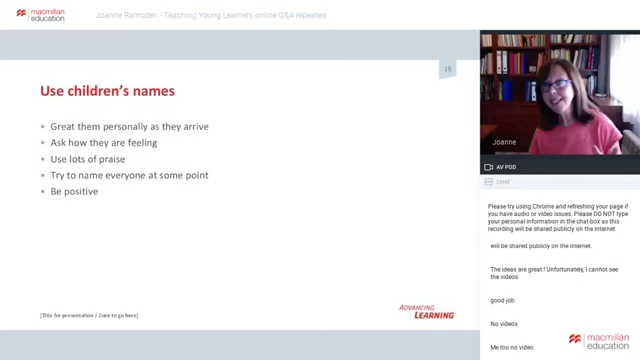 macmillan
education
Joanne Ramsden - Teaching Young Learners online Q&A repeated
19
Use children's names
• Great them personally as they arrive
• Ask how they are feeling
• Use lots of praise
• Try to name everyone at some point
• Be positive
[Title for presentation / Date to go here]
ADVANCING
LEARNING
Joanne
AV POD
CHAT
Please try using Chrome and refreshing your page if
you have audio or video issues. Please DO NOT type
your personal information in the chat-box as this
recording will be shared publicly on the internet.
will be shared publicly on the internet.
The ideas are great ! Unfortunately, I cannot see
the videos
good job
No videos
Me too no video
macmillan
education